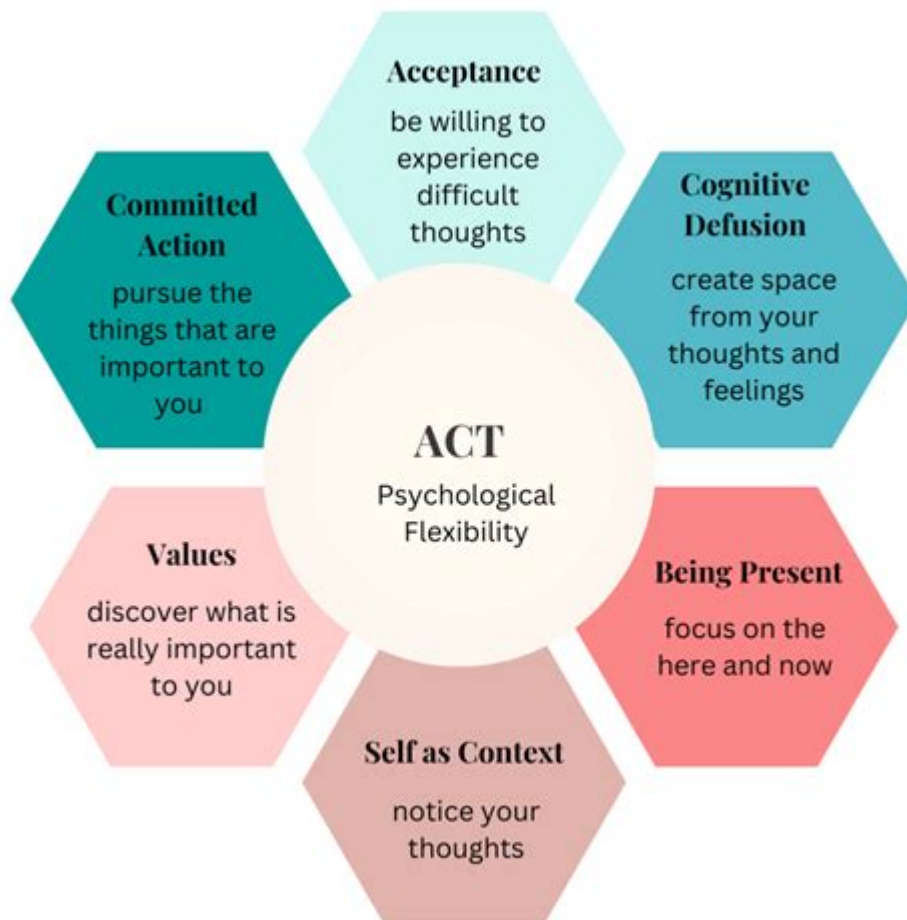 Acceptance
be willing to
experience
difficult
thoughts
Cognitive
Defusion
create space
from your
thoughts and
feelings
Being Present
focus on the
here and now
Self as Context
notice your
thoughts
Values
discover what is
really important
to you
Committed
Action
pursue the
things that are
important to
you
ACT
Psychological
Flexibility